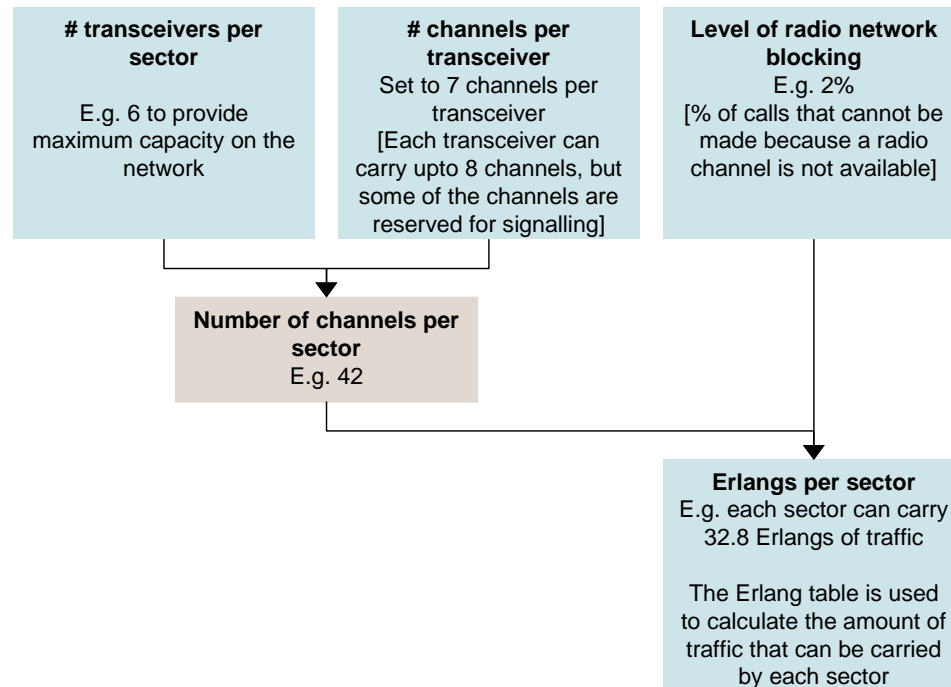 # transceivers per
sector
E.g. 6 to provide
maximum capacity on the
network
# channels per
transceiver
Set to 7 channels per
transceiver
[Each transceiver can
carry upto 8 channels, but
some of the channels are
reserved for signalling]
Level of radio network
blocking
E.g. 2%
[% of calls that cannot be
made because a radio
channel is not available]
Number of channels per
sector
E.g. 42
Erlangs per sector
E.g. each sector can carry
32.8 Erlangs of traffic
The Erlang table is used
to calculate the amount of
traffic that can be carried
by each sector